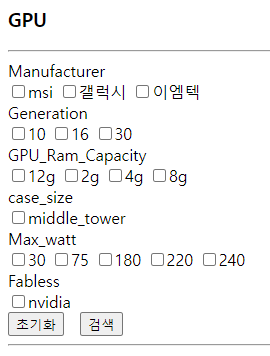 GPU
Manufacturer
msi 갤럭시 이엠텍
Generation
10 16 30
GPU_Ram_Capacity
12g 2g 4g 8g
case_size
middle_tower
Max_watt
30 75 180 220 240
Fabless
nvidia
초기화 검색